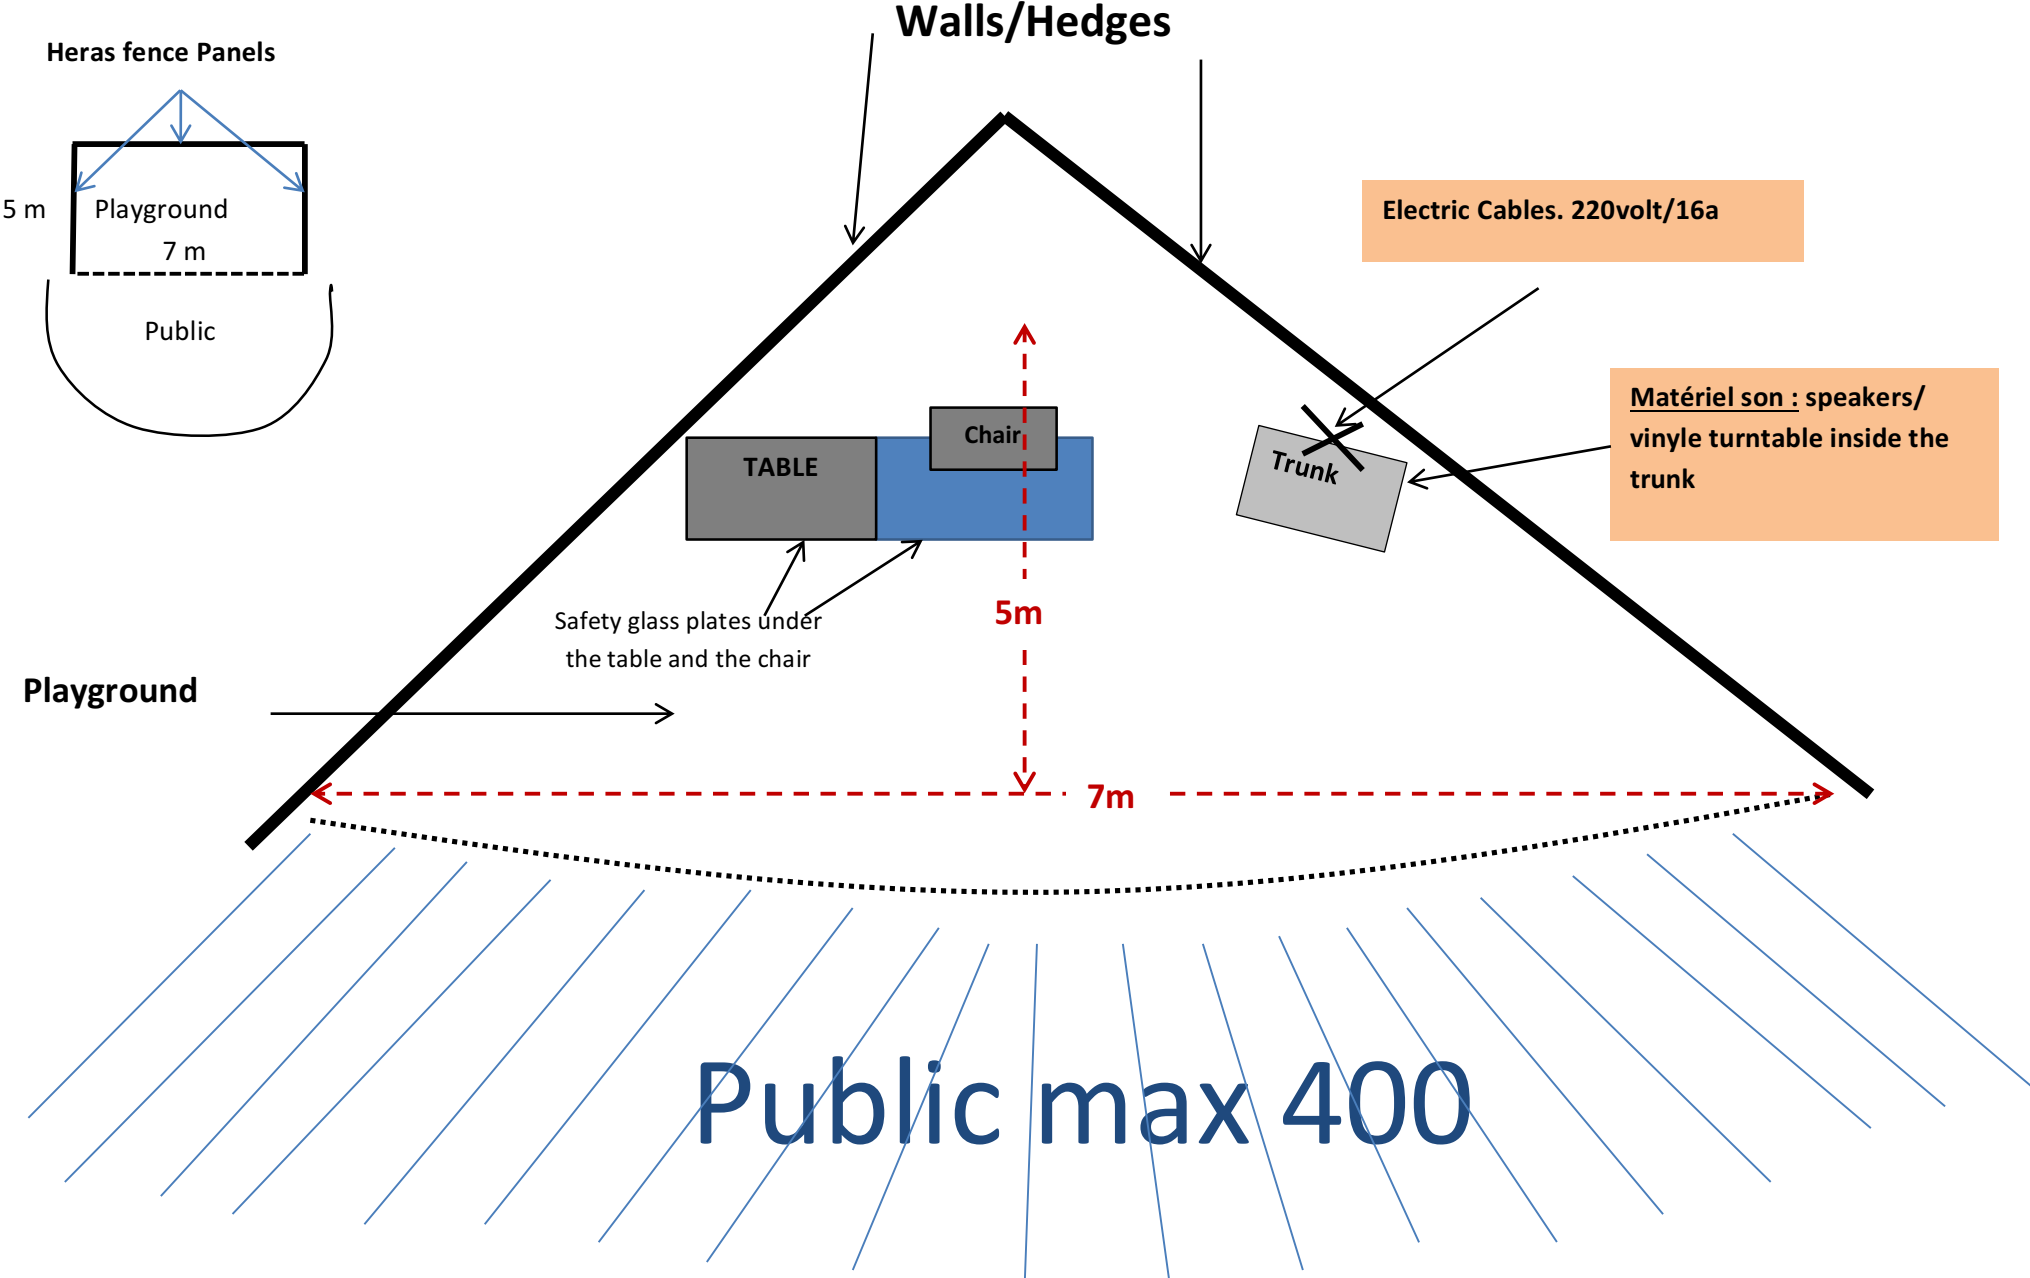 Walls/Hedges
Heras fence Panels
5 m
Playground
7 m
Public
Electric Cables. 220volt/16a
Matériel son : speakers/
vinyle turntable inside the
trunk
Chair
TABLE
Trunk
5m
Safety glass plates under
the table and the chair
Playground
7m
Public max 400